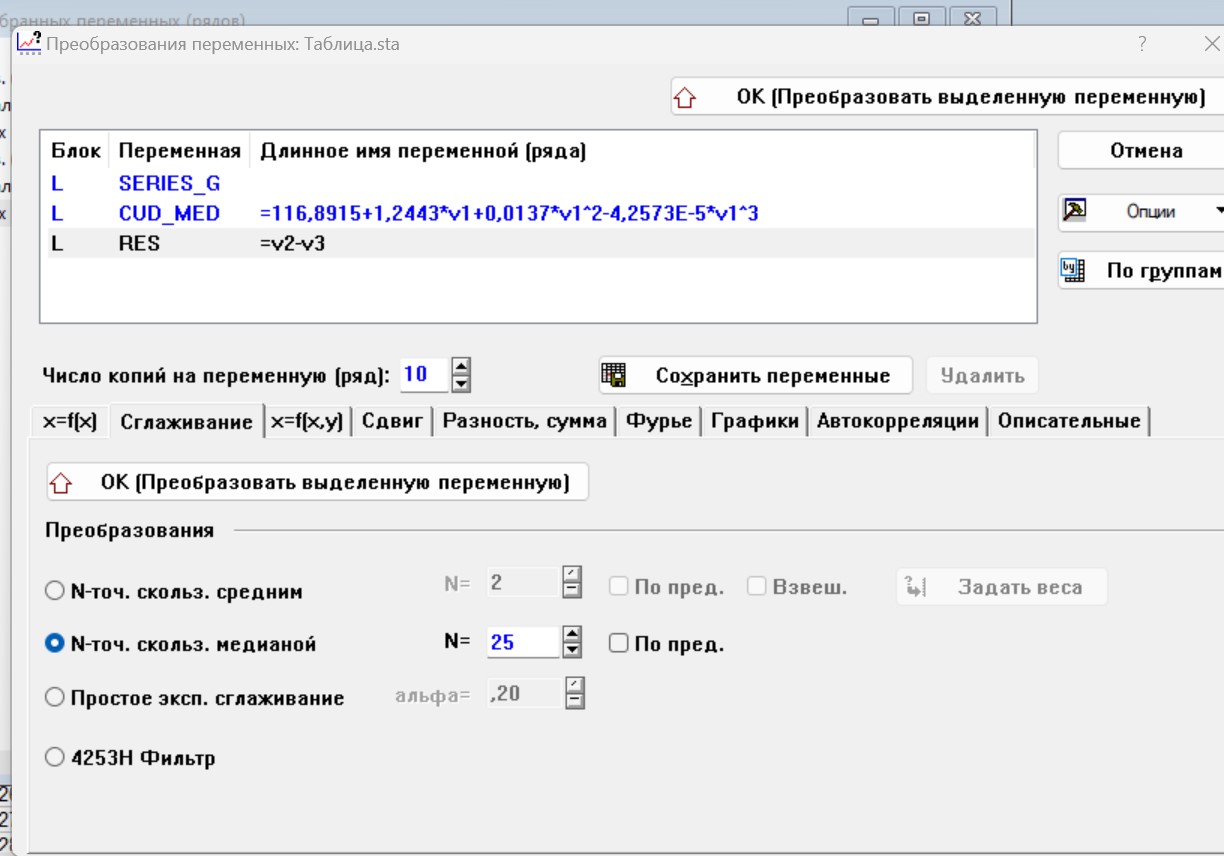 бранных переменных (рядов)
Преобразования переменных: Таблица.sta
?
OK (Преобразовать выделенную переменную)
Блок Переменная Длинное имя переменной (ряда)
Отмена
L SERIES_G
L CUD_MED =116,8915+1,2443*v1+0,0137*v1^2-4,2573E-5*v1^3
Опции
L RES =v2-v3
По группам
Число копий на переменную (ряд): 10
Сохранить переменные
Удалить
x=f(x) Сглаживание x=f(x,y) Сдвиг Разность, сумма Фурье Графики Автокорреляции Описательные
OK (Преобразовать выделенную переменную)
Преобразования
N-точ. скольз. средним N= 2 По пред. Взвеш. Задать веса
N-точ. скольз. медианой N= 25 По пред.
Простое эксп. сглаживание альфа= ,20
4253H Фильтр